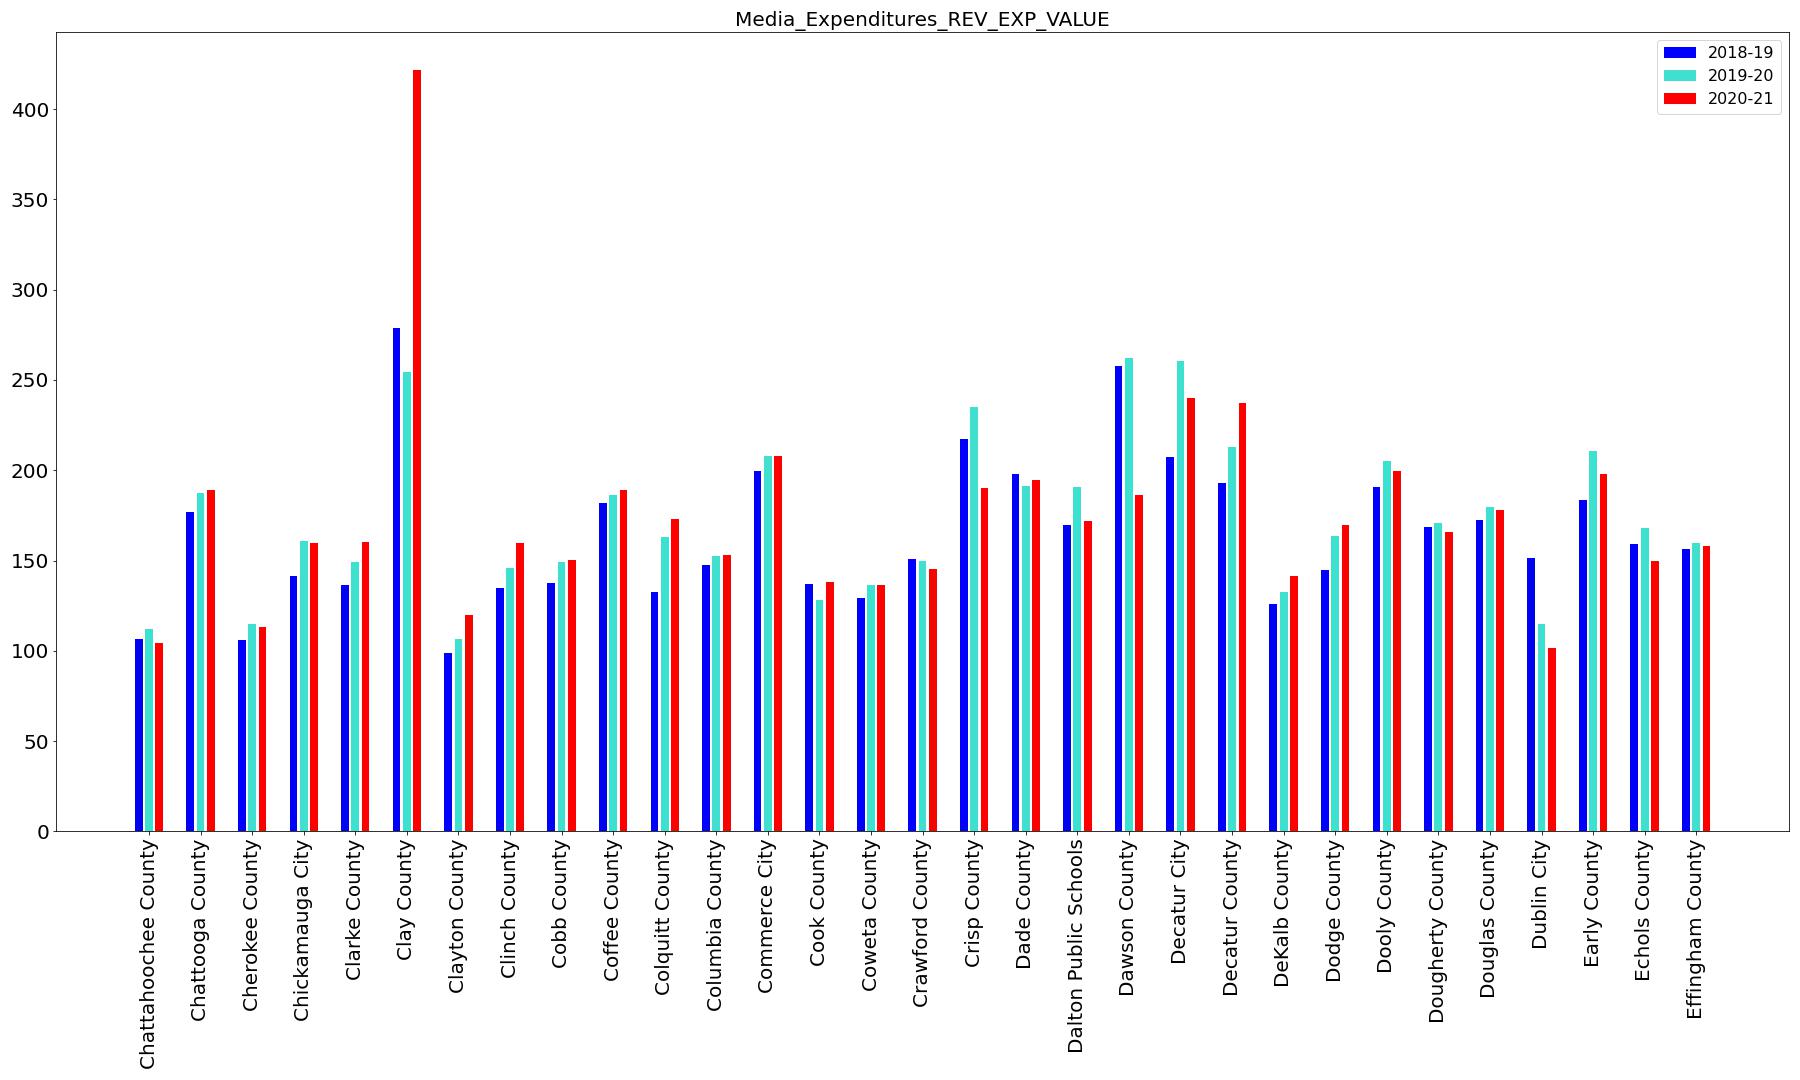 Media_Expenditures_REV_EXP_VALUE
2018-19
2019-20
2020-21
400
350
300
250
200
150
100
50
0
Chattahoochee County
Chattooga County
Cherokee County
Chickamauga City
Clarke County
Clay County
Clayton County
Clinch County
Cobb County
Coffee County
Colquitt County
Columbia County
Commerce City
Cook County
Coweta County
Crawford County
Crisp County
Dade County
Dalton Public Schools
Dawson County
Decatur City
Decatur County
DeKalb County
Dodge County
Dooly County
Dougherty County
Douglas County
Dublin City
Early County
Echols County
Effingham County